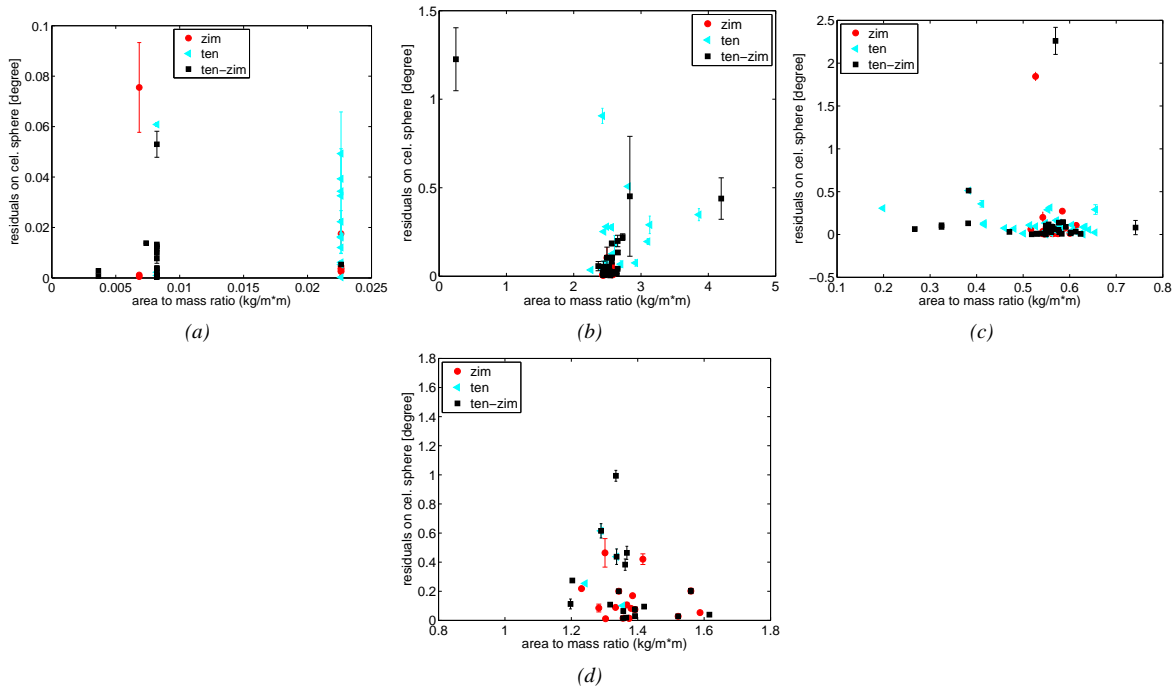 0.1
0.08
0.06
0.04
0.02
0
0
0.005
0.01
0.015
0.02
0.025
residuals on cel. sphere [degree]
area to mass ratio (kg/m*m)
zim
ten
ten-zim
(a)
1.5
1
0.5
0
0
1
2
3
4
5
residuals on cel. sphere [degree]
area to mass ratio (kg/m*m)
zim
ten
ten-zim
(b)
2.5
2
1.5
1
0.5
0
-0.5
0.1
0.2
0.3
0.4
0.5
0.6
0.7
0.8
residuals on cel. sphere [degree]
area to mass ratio (kg/m*m)
zim
ten
ten-zim
(c)
1.8
1.6
1.4
1.2
1
0.8
0.6
0.4
0.2
0
0.8
1
1.2
1.4
1.6
1.8
residuals on cel. sphere [degree]
area to mass ratio (kg/m*m)
zim
ten
ten-zim
(d)